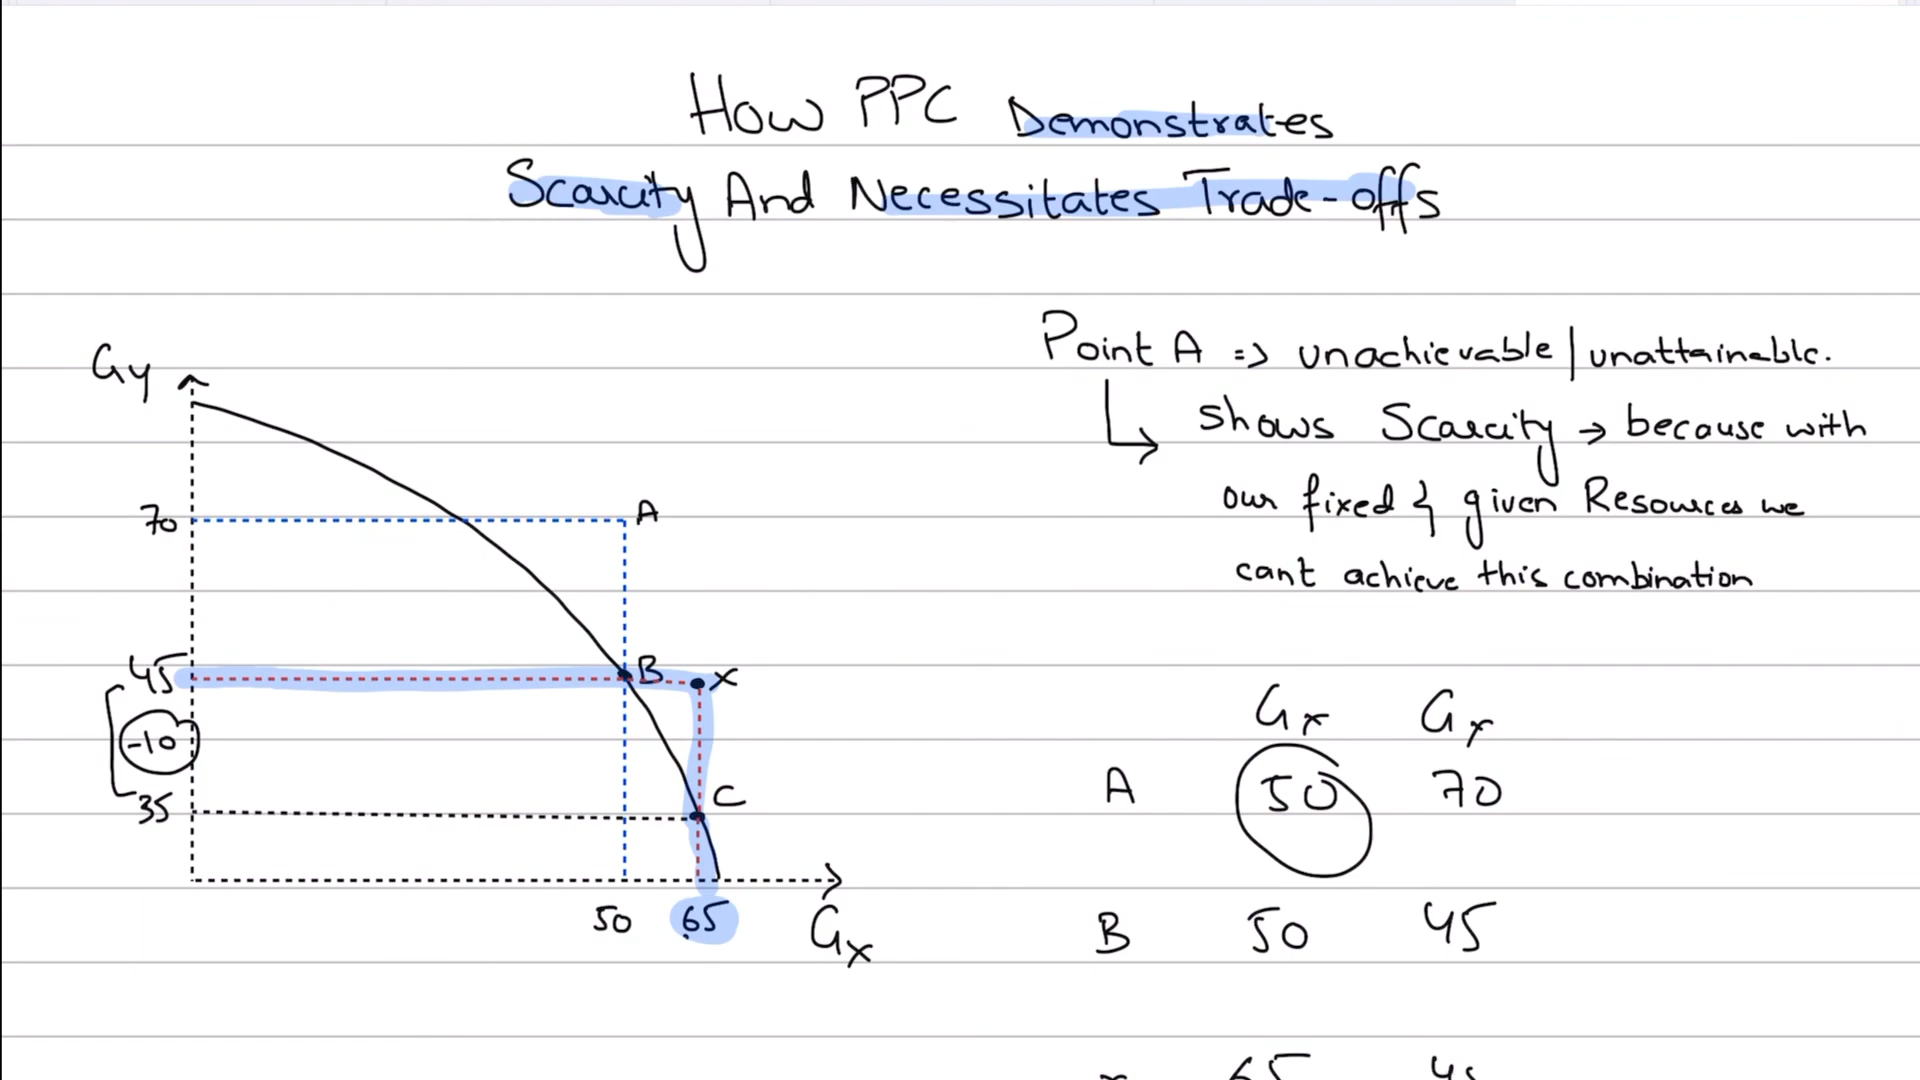 How PPC Demonstrates
Scarcity And Necessitates Trade-offs
Point A => unachievable | unattainable.
↳ shows Scarcity → because with
our fixed & given Resources we
cant achieve this combination
Gy
70
A
45
B
x
-10
35
C
50
65
Gx
Gx Gy
A 50 70
B 50 45
x 65 45